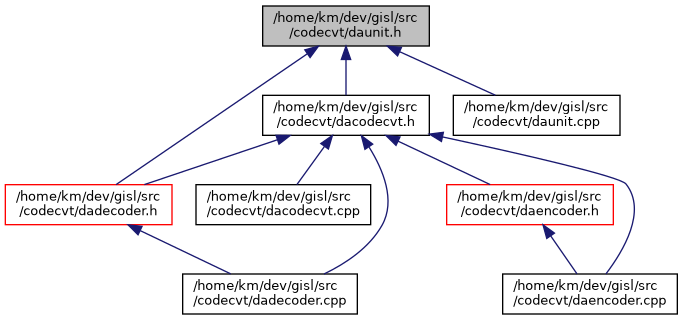 /home/km/dev/gisl/src
/codecvt/daunit.h
/home/km/dev/gisl/src
/codecvt/dacodecvt.h
/home/km/dev/gisl/src
/codecvt/daunit.cpp
/home/km/dev/gisl/src
/codecvt/dadecoder.h
/home/km/dev/gisl/src
/codecvt/dacodecvt.cpp
/home/km/dev/gisl/src
/codecvt/daencoder.h
/home/km/dev/gisl/src
/codecvt/dadecoder.cpp
/home/km/dev/gisl/src
/codecvt/daencoder.cpp